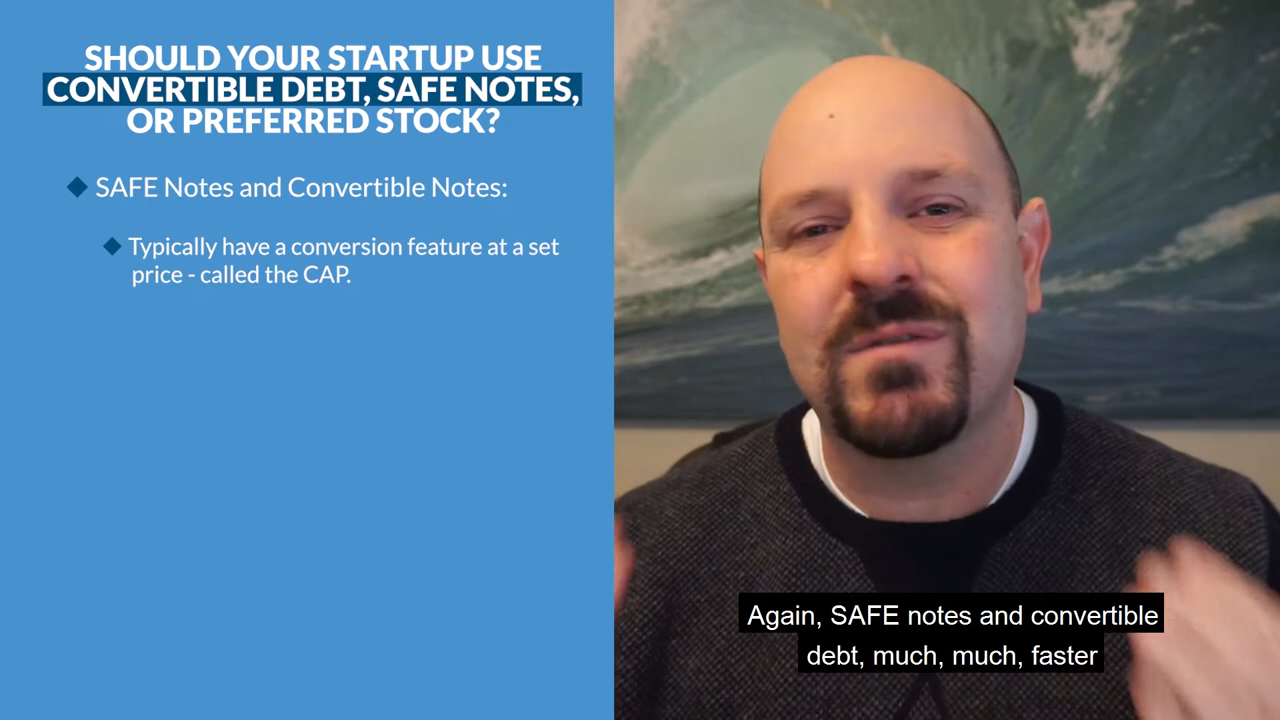 SHOULD YOUR STARTUP USE
CONVERTIBLE DEBT, SAFE NOTES,
OR PREFERRED STOCK?
SAFE Notes and Convertible Notes:
Typically have a conversion feature at a set
price - called the CAP.
Again, SAFE notes and convertible
debt, much, much, faster